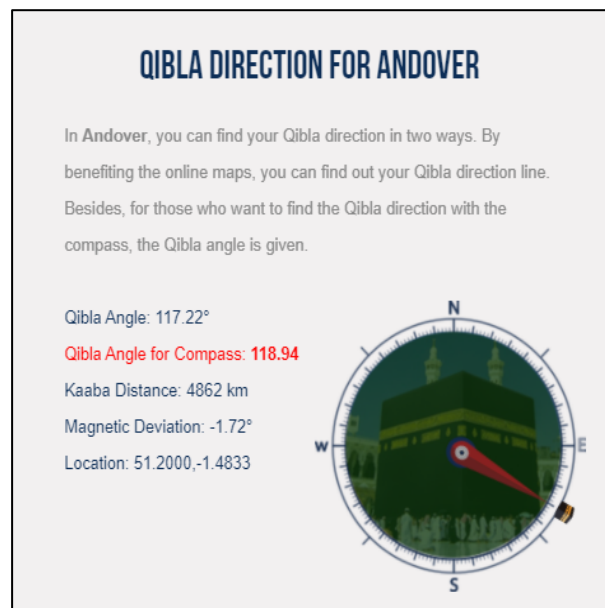 QIBLA DIRECTION FOR ANDOVER
In Andover, you can find your Qibla direction in two ways. By
benefiting the online maps, you can find out your Qibla direction line.
Besides, for those who want to find the Qibla direction with the
compass, the Qibla angle is given.
Qibla Angle: 117.22°
Qibla Angle for Compass: 118.94
Kaaba Distance: 4862 km
Magnetic Deviation: -1.72°
Location: 51.2000,-1.4833
N
W
E
S